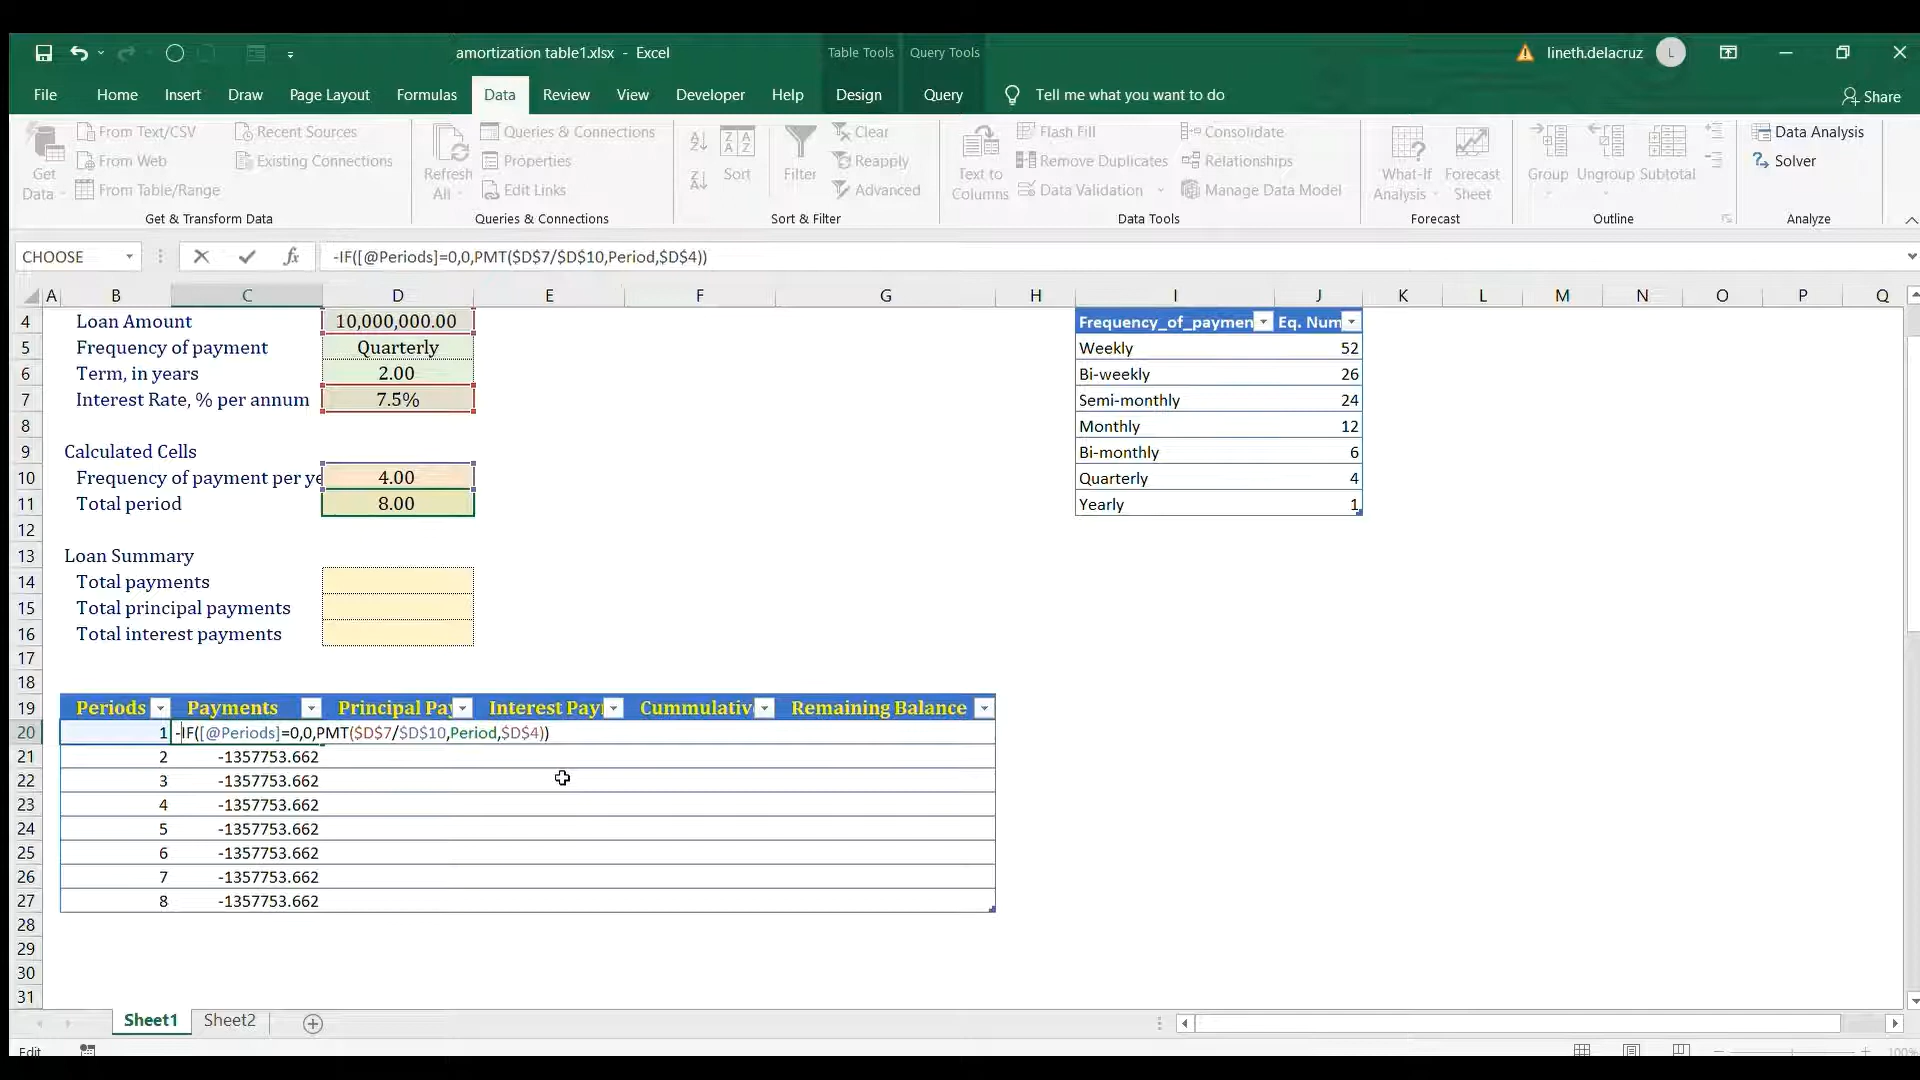 amortization table1.xlsx - Excel
Table Tools Query Tools
lineth.delacruz L
File Home Insert Draw Page Layout Formulas Data Review View Developer Help Design Query Tell me what you want to do Share
Get Data
From Text/CSV
From Web
From Table/Range
Recent Sources
Existing Connections
Get & Transform Data
Refresh All
Queries & Connections
Properties
Edit Links
Queries & Connections
Sort
Filter
Clear
Reapply
Advanced
Sort & Filter
Text to Columns
Flash Fill
Remove Duplicates
Data Validation
Consolidate
Relationships
Manage Data Model
Data Tools
What-If Analysis
Forecast Sheet
Forecast
Group Ungroup Subtotal
Outline
Data Analysis
Solver
Analyze
CHOOSE fx -IF([@Periods]=0,0,PMT($D$7/$D$10,Period,$D$4))
A B C D E F G H I J K L M N O P Q
4 Loan Amount 10,000,000.00 Frequency_of_paymen Eq. Num
5 Frequency of payment Quarterly Weekly 52
6 Term, in years 2.00 Bi-weekly 26
7 Interest Rate, % per annum 7.5% Semi-monthly 24
8 Monthly 12
9 Calculated Cells Bi-monthly 6
10 Frequency of payment per ye 4.00 Quarterly 4
11 Total period 8.00 Yearly 1
12
13 Loan Summary
14 Total payments
15 Total principal payments
16 Total interest payments
17
18
19 Periods Payments Principal Pay Interest Payı Cummulativ Remaining Balance
20 1 -IF([@Periods]=0,0,PMT($D$7/$D$10,Period,$D$4))
21 2 -1357753.662
22 3 -1357753.662
23 4 -1357753.662
24 5 -1357753.662
25 6 -1357753.662
26 7 -1357753.662
27 8 -1357753.662
28
29
30
31
Sheet1 Sheet2
Edit 100%